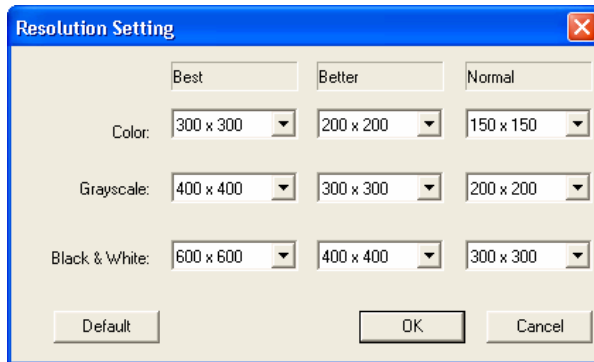 Resolution Setting
Best Better Normal
Color: 300 x 300 200 x 200 150 x 150
Grayscale: 400 x 400 300 x 300 200 x 200
Black & White: 600 x 600 400 x 400 300 x 300
Default OK Cancel